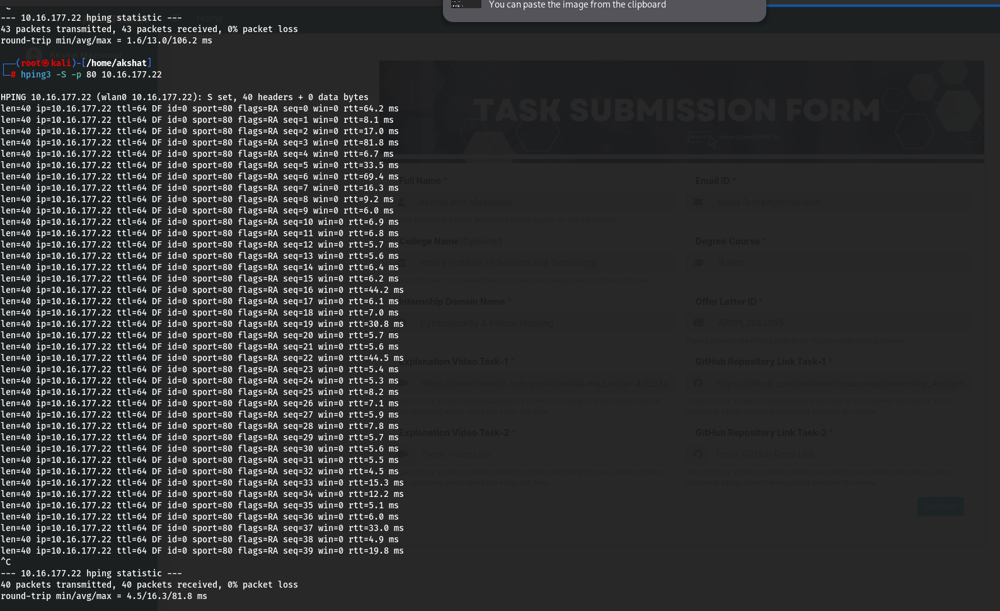 ^C
--- 10.16.177.22 hping statistic ---
43 packets transmitted, 43 packets received, 0% packet loss
round-trip min/avg/max = 1.6/13.0/106.2 ms
(root㉿kali)-[/home/akshat]
# hping3 -S -p 80 10.16.177.22
HPING 10.16.177.22 (wlan0 10.16.177.22): S set, 40 headers + 0 data bytes
len=40 ip=10.16.177.22 ttl=64 DF id=0 sport=80 flags=RA seq=0 win=0 rtt=64.2 ms
len=40 ip=10.16.177.22 ttl=64 DF id=0 sport=80 flags=RA seq=1 win=0 rtt=8.1 ms
len=40 ip=10.16.177.22 ttl=64 DF id=0 sport=80 flags=RA seq=2 win=0 rtt=17.0 ms
len=40 ip=10.16.177.22 ttl=64 DF id=0 sport=80 flags=RA seq=3 win=0 rtt=81.8 ms
len=40 ip=10.16.177.22 ttl=64 DF id=0 sport=80 flags=RA seq=4 win=0 rtt=6.7 ms
len=40 ip=10.16.177.22 ttl=64 DF id=0 sport=80 flags=RA seq=5 win=0 rtt=33.5 ms
len=40 ip=10.16.177.22 ttl=64 DF id=0 sport=80 flags=RA seq=6 win=0 rtt=69.4 ms
len=40 ip=10.16.177.22 ttl=64 DF id=0 sport=80 flags=RA seq=7 win=0 rtt=16.3 ms
len=40 ip=10.16.177.22 ttl=64 DF id=0 sport=80 flags=RA seq=8 win=0 rtt=9.2 ms
len=40 ip=10.16.177.22 ttl=64 DF id=0 sport=80 flags=RA seq=9 win=0 rtt=6.0 ms
len=40 ip=10.16.177.22 ttl=64 DF id=0 sport=80 flags=RA seq=10 win=0 rtt=6.9 ms
len=40 ip=10.16.177.22 ttl=64 DF id=0 sport=80 flags=RA seq=11 win=0 rtt=6.8 ms
len=40 ip=10.16.177.22 ttl=64 DF id=0 sport=80 flags=RA seq=12 win=0 rtt=5.7 ms
len=40 ip=10.16.177.22 ttl=64 DF id=0 sport=80 flags=RA seq=13 win=0 rtt=5.6 ms
len=40 ip=10.16.177.22 ttl=64 DF id=0 sport=80 flags=RA seq=14 win=0 rtt=6.4 ms
len=40 ip=10.16.177.22 ttl=64 DF id=0 sport=80 flags=RA seq=15 win=0 rtt=6.2 ms
len=40 ip=10.16.177.22 ttl=64 DF id=0 sport=80 flags=RA seq=16 win=0 rtt=44.2 ms
len=40 ip=10.16.177.22 ttl=64 DF id=0 sport=80 flags=RA seq=17 win=0 rtt=6.1 ms
len=40 ip=10.16.177.22 ttl=64 DF id=0 sport=80 flags=RA seq=18 win=0 rtt=7.0 ms
len=40 ip=10.16.177.22 ttl=64 DF id=0 sport=80 flags=RA seq=19 win=0 rtt=30.8 ms
len=40 ip=10.16.177.22 ttl=64 DF id=0 sport=80 flags=RA seq=20 win=0 rtt=5.7 ms
len=40 ip=10.16.177.22 ttl=64 DF id=0 sport=80 flags=RA seq=21 win=0 rtt=5.6 ms
len=40 ip=10.16.177.22 ttl=64 DF id=0 sport=80 flags=RA seq=22 win=0 rtt=44.5 ms
len=40 ip=10.16.177.22 ttl=64 DF id=0 sport=80 flags=RA seq=23 win=0 rtt=5.4 ms
len=40 ip=10.16.177.22 ttl=64 DF id=0 sport=80 flags=RA seq=24 win=0 rtt=5.3 ms
len=40 ip=10.16.177.22 ttl=64 DF id=0 sport=80 flags=RA seq=25 win=0 rtt=8.2 ms
len=40 ip=10.16.177.22 ttl=64 DF id=0 sport=80 flags=RA seq=26 win=0 rtt=7.1 ms
len=40 ip=10.16.177.22 ttl=64 DF id=0 sport=80 flags=RA seq=27 win=0 rtt=5.9 ms
len=40 ip=10.16.177.22 ttl=64 DF id=0 sport=80 flags=RA seq=28 win=0 rtt=7.8 ms
len=40 ip=10.16.177.22 ttl=64 DF id=0 sport=80 flags=RA seq=29 win=0 rtt=5.7 ms
len=40 ip=10.16.177.22 ttl=64 DF id=0 sport=80 flags=RA seq=30 win=0 rtt=5.6 ms
len=40 ip=10.16.177.22 ttl=64 DF id=0 sport=80 flags=RA seq=31 win=0 rtt=5.5 ms
len=40 ip=10.16.177.22 ttl=64 DF id=0 sport=80 flags=RA seq=32 win=0 rtt=4.5 ms
len=40 ip=10.16.177.22 ttl=64 DF id=0 sport=80 flags=RA seq=33 win=0 rtt=15.3 ms
len=40 ip=10.16.177.22 ttl=64 DF id=0 sport=80 flags=RA seq=34 win=0 rtt=12.2 ms
len=40 ip=10.16.177.22 ttl=64 DF id=0 sport=80 flags=RA seq=35 win=0 rtt=5.1 ms
len=40 ip=10.16.177.22 ttl=64 DF id=0 sport=80 flags=RA seq=36 win=0 rtt=6.0 ms
len=40 ip=10.16.177.22 ttl=64 DF id=0 sport=80 flags=RA seq=37 win=0 rtt=33.0 ms
len=40 ip=10.16.177.22 ttl=64 DF id=0 sport=80 flags=RA seq=38 win=0 rtt=4.9 ms
len=40 ip=10.16.177.22 ttl=64 DF id=0 sport=80 flags=RA seq=39 win=0 rtt=19.8 ms
^C
--- 10.16.177.22 hping statistic ---
40 packets transmitted, 40 packets received, 0% packet loss
round-trip min/avg/max = 4.5/16.3/81.8 ms
You can paste the image from the clipboard
Home
TASK SUBMISSION FORM
Full Name *
Email ID *
Akshat Arin Mazumdar
College Name(Optional)
Degree Course *
Indore Institute of Science and Technology
B.tech
Internship Domain Name *
Offer Letter ID *
Cybersecurity & Ethical Hacking
APSPL2643395
Explanation Video Task-1 *
GitHub Repository Link Task-1 *
Explanation Video Task-2 *
GitHub Repository Link Task-2 *
Paste Video Link
Paste GitHub Repo Link
Continue